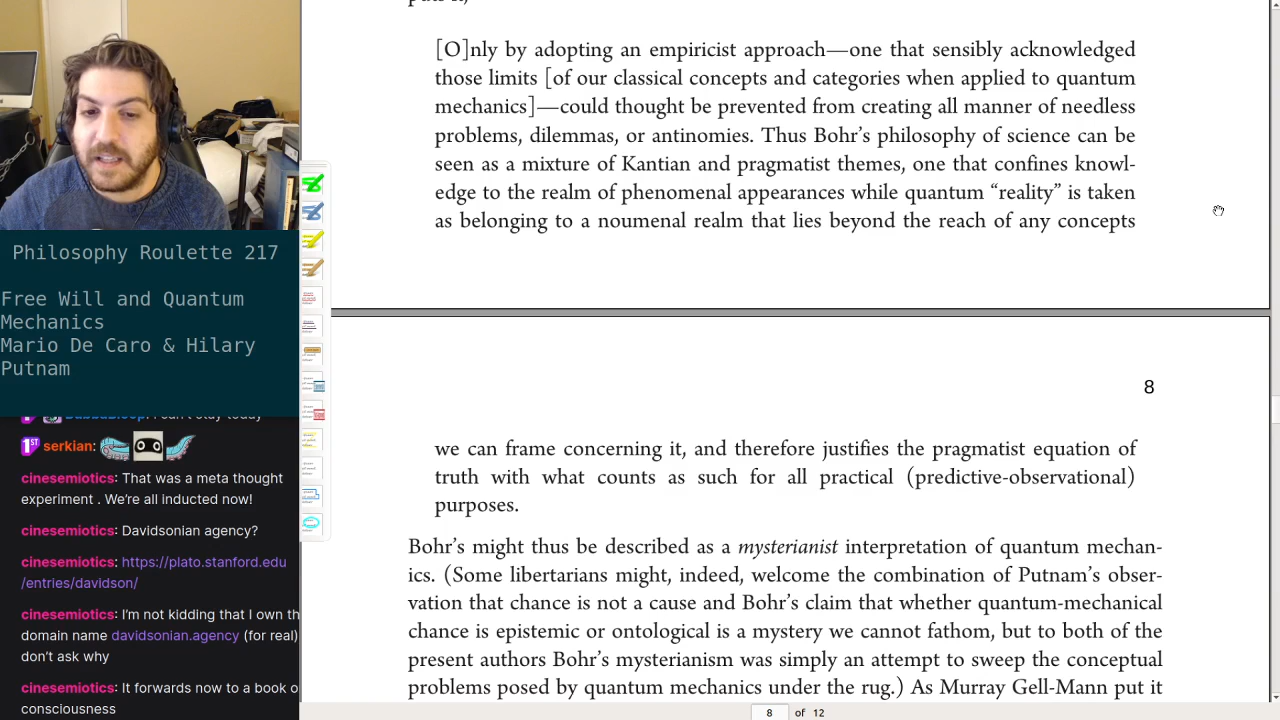 [O]nly by adopting an empiricist approach—one that sensibly acknowledged
those limits [of our classical concepts and categories when applied to quantum
mechanics]—could thought be prevented from creating all manner of needless
problems, dilemmas, or antinomies. Thus Bohr’s philosophy of science can be
seen as a mixture of Kantian and pragmatist themes, one that confines knowl-
edge to the realm of phenomenal appearances while quantum “reality” is taken
as belonging to a noumenal realm that lies beyond the reach of any concepts
8
we can frame concerning it, and therefore justifies the pragmatist equation of
truth with what counts as such for all practical (predictive-observational)
purposes.
Bohr’s might thus be described as a mysterianist interpretation of quantum mechan-
ics. (Some libertarians might, indeed, welcome the combination of Putnam’s obser-
vation that chance is not a cause and Bohr’s claim that whether quantum-mechanical
chance is epistemic or ontological is a mystery we cannot fathom, but to both of the
present authors Bohr’s mysterianism was simply an attempt to sweep the conceptual
problems posed by quantum mechanics under the rug.) As Murray Gell-Mann put it
8 of 12
Philosophy Roulette 217
Free Will and Quantum
Mechanics
Mario De Caro & Hilary
Putnam
serkian:
cinesemiotics: That was a meta thought
experiment . We’re all inducted now!
cinesemiotics: Davidsonian agency?
cinesemiotics: https://plato.stanford.edu
/entries/davidson/
cinesemiotics: I’m not kidding that I own th
domain name davidsonian.agency (for real)
don’t ask why
cinesemiotics: It forwards now to a book o
consciousness